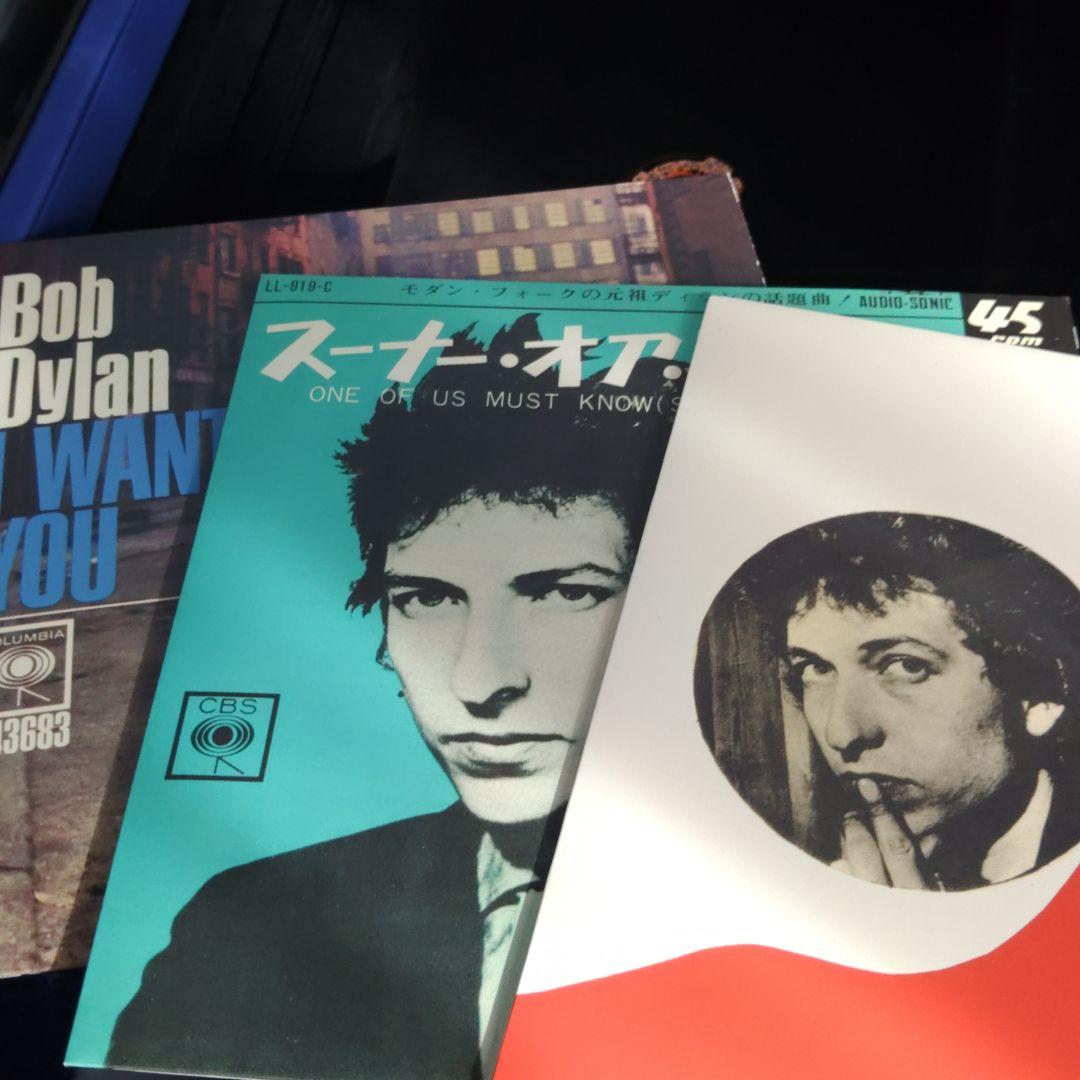 Bob
Dylan
I WANT
YOU
COLUMBIA
43683
LL-919-C
モダン・フォークの元祖ディランの話題曲! AUDIO-SONIC
45
rpm
スーナー・オア・
ONE OF US MUST KNOW(S
CBS